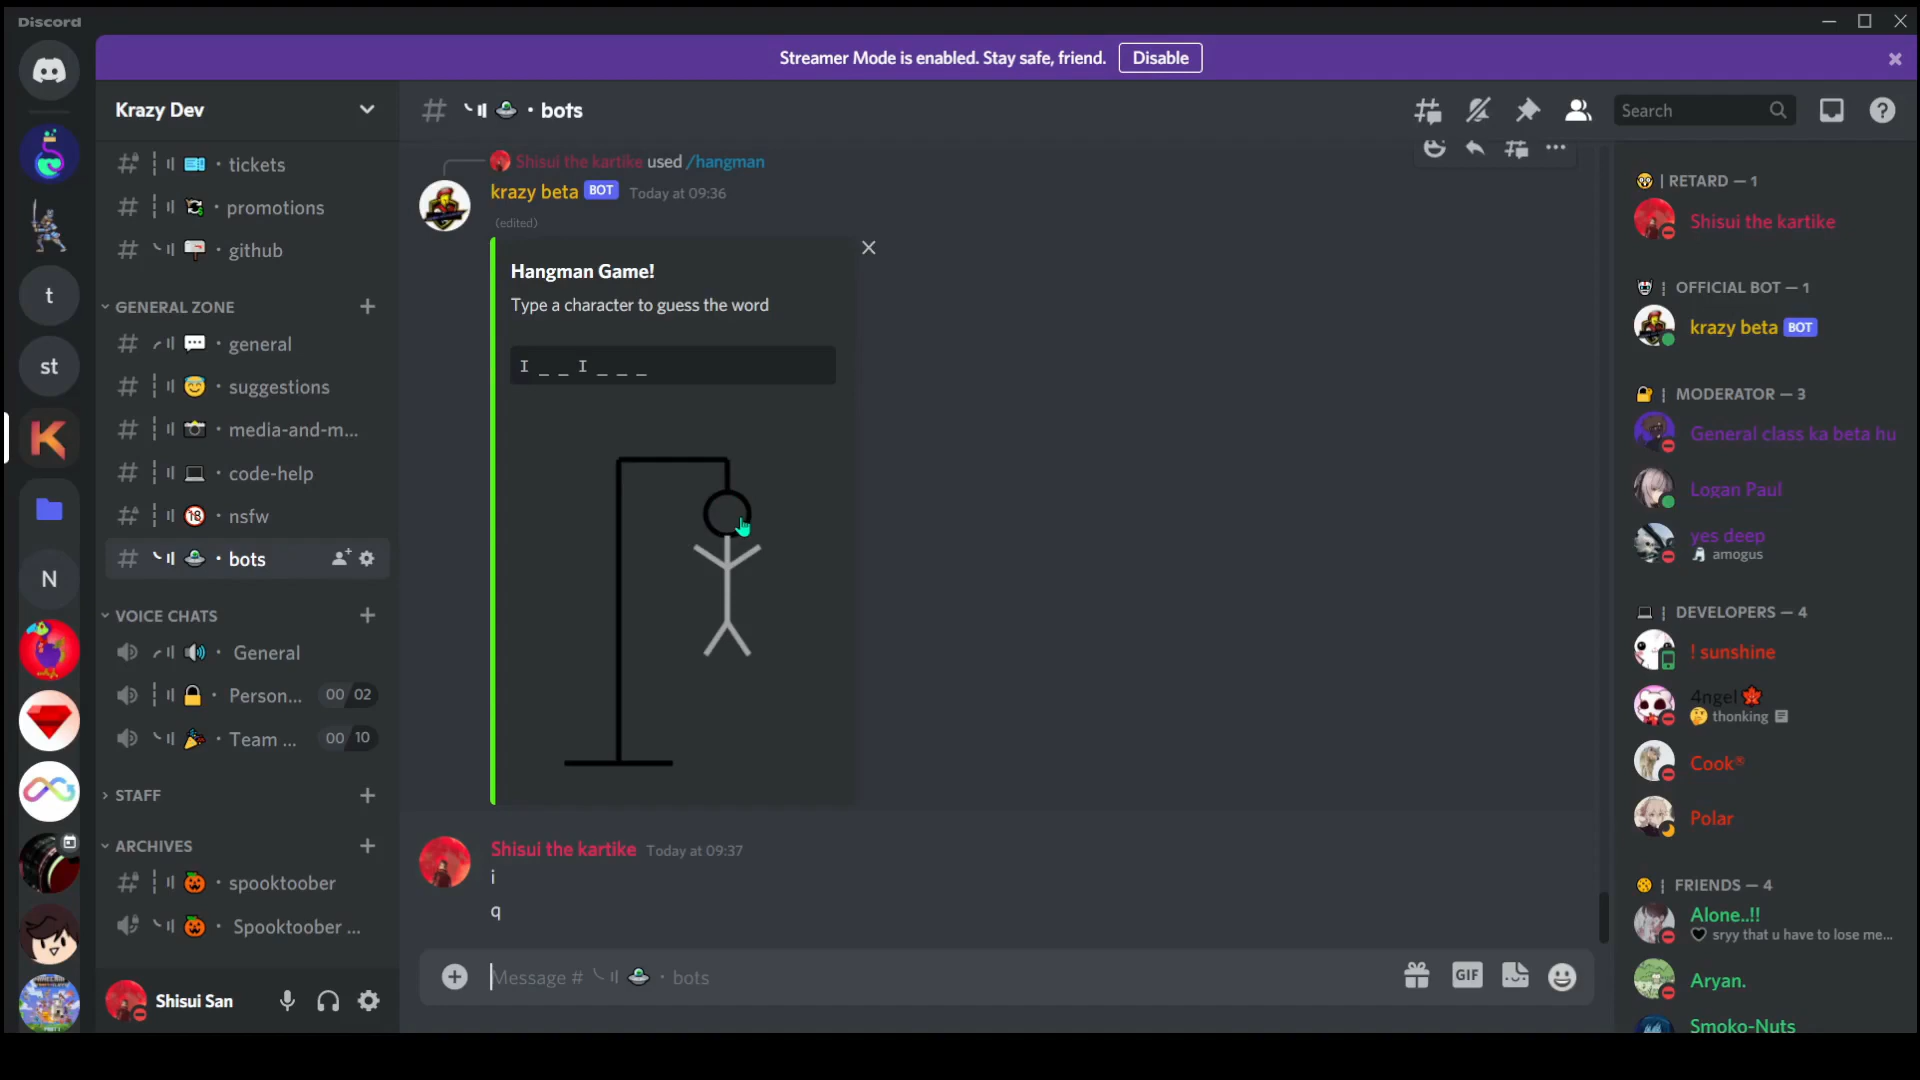 Discord
Streamer Mode is enabled. Stay safe, friend. Disable
Krazy Dev
tickets
promotions
github
GENERAL ZONE
general
suggestions
media-and-m...
code-help
nsfw
bots
VOICE CHATS
General
Person... 00 02
Team ... 00 10
STAFF
ARCHIVES
spooktoober
Spooktoober ...
Shisui San
t
st
N
# bots
Search
Shisui the kartike used /hangman
krazy beta BOT Today at 09:36
(edited)
Hangman Game!
Type a character to guess the word
I _ _ I _ _ _
Shisui the kartike Today at 09:37
i
q
Message # bots
GIF
| RETARD — 1
Shisui the kartike
| OFFICIAL BOT — 1
krazy beta BOT
| MODERATOR — 3
General class ka beta hu
Logan Paul
yes deep
amogus
| DEVELOPERS — 4
! sunshine
4ngel
thonking
Cook®
Polar
| FRIENDS — 4
Alone..!!
sryy that u have to lose me...
Aryan.
Smoko-Nuts